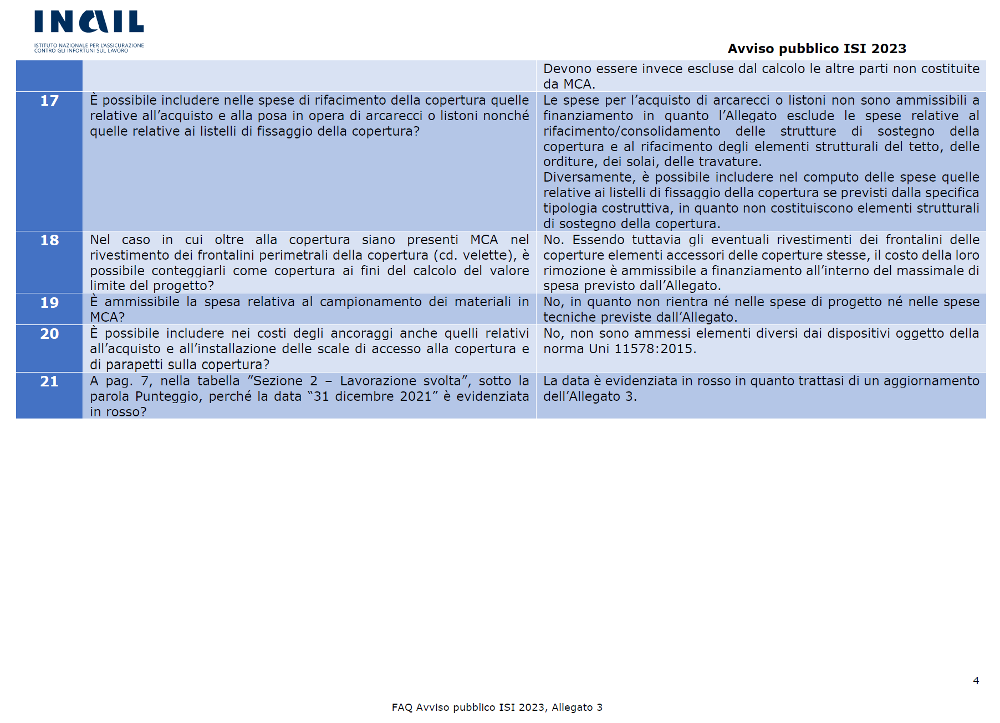 INAIL
ISTITUTO NAZIONALE PER L'ASSICURAZIONE
CONTRO GLI INFORTUNI SUL LAVORO
Avviso pubblico ISI 2023
Devono essere invece escluse dal calcolo le altre parti non costituite
da MCA.
17
È possibile includere nelle spese di rifacimento della copertura quelle
relative all’acquisto e alla posa in opera di arcarecci o listoni nonché
quelle relative ai listelli di fissaggio della copertura?
Le spese per l’acquisto di arcarecci o listoni non sono ammissibili a
finanziamento in quanto l’Allegato esclude le spese relative al
rifacimento/consolidamento delle strutture di sostegno della
copertura e al rifacimento degli elementi strutturali del tetto, delle
orditure, dei solai, delle travature.
Diversamente, è possibile includere nel computo delle spese quelle
relative ai listelli di fissaggio della copertura se previsti dalla specifica
tipologia costruttiva, in quanto non costituiscono elementi strutturali
di sostegno della copertura.
18
Nel caso in cui oltre alla copertura siano presenti MCA nel
rivestimento dei frontalini perimetrali della copertura (cd. velette), è
possibile conteggiarli come copertura ai fini del calcolo del valore
limite del progetto?
No. Essendo tuttavia gli eventuali rivestimenti dei frontalini delle
coperture elementi accessori delle coperture stesse, il costo della loro
rimozione è ammissibile a finanziamento all’interno del massimale di
spesa previsto dall’Allegato.
19
È ammissibile la spesa relativa al campionamento dei materiali in
MCA?
No, in quanto non rientra né nelle spese di progetto né nelle spese
tecniche previste dall’Allegato.
20
È possibile includere nei costi degli ancoraggi anche quelli relativi
all’acquisto e all’installazione delle scale di accesso alla copertura e
di parapetti sulla copertura?
No, non sono ammessi elementi diversi dai dispositivi oggetto della
norma Uni 11578:2015.
21
A pag. 7, nella tabella ”Sezione 2 – Lavorazione svolta”, sotto la
parola Punteggio, perché la data “31 dicembre 2021” è evidenziata
in rosso?
La data è evidenziata in rosso in quanto trattasi di un aggiornamento
dell’Allegato 3.
4
FAQ Avviso pubblico ISI 2023, Allegato 3